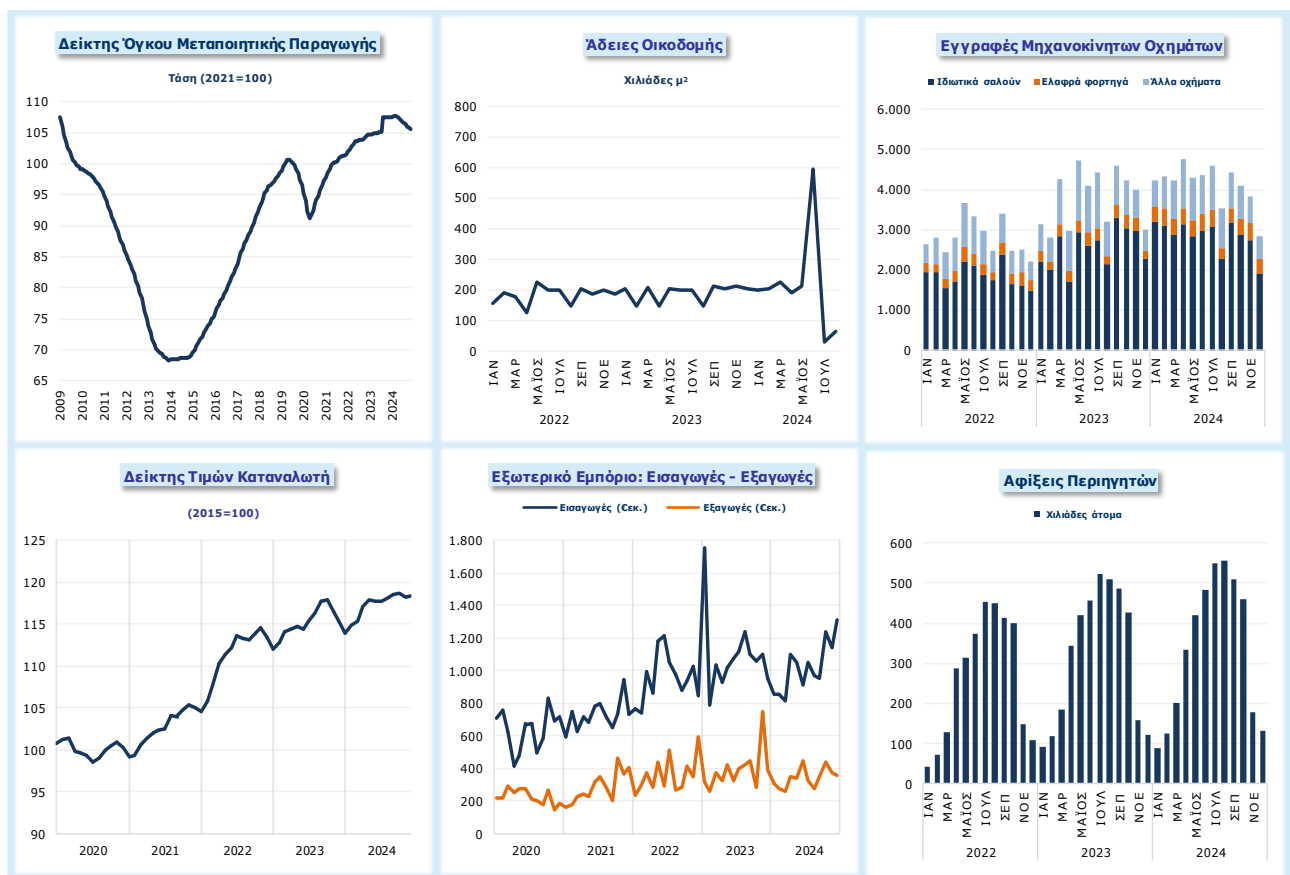 Δείκτης Όγκου Μεταποιητικής Παραγωγής
Τάση (2021=100)
110
105
100
95
90
85
80
75
70
65
2009
2010
2011
2012
2013
2014
2015
2016
2017
2018
2019
2020
2021
2022
2023
2024
Άδειες Οικοδομής
Χιλιάδες μ²
800
700
600
500
400
300
200
100
0
ΙΑΝ
ΜΑΡ
ΜΑΪΟΣ
ΙΟΥΛ
ΣΕΠ
ΝΟΕ
ΙΑΝ
ΜΑΡ
ΜΑΪΟΣ
ΙΟΥΛ
ΣΕΠ
ΝΟΕ
ΙΑΝ
ΜΑΡ
ΜΑΪΟΣ
ΙΟΥΛ
2022
2023
2024
Εγγραφές Μηχανοκίνητων Οχημάτων
Ιδιωτικά σαλούν
Ελαφρά φορτηγά
Άλλα οχήματα
6.000
5.000
4.000
3.000
2.000
1.000
0
ΙΑΝ
ΜΑΡ
ΜΑΪΟΣ
ΙΟΥΛ
ΣΕΠ
ΝΟΕ
ΙΑΝ
ΜΑΡ
ΜΑΪΟΣ
ΙΟΥΛ
ΣΕΠ
ΝΟΕ
ΙΑΝ
ΜΑΡ
ΜΑΪΟΣ
ΙΟΥΛ
ΣΕΠ
ΝΟΕ
2022
2023
2024
Δείκτης Τιμών Καταναλωτή
(2015=100)
125
120
115
110
105
100
95
90
2020
2021
2022
2023
2024
Εξωτερικό Εμπόριο: Εισαγωγές - Εξαγωγές
Εισαγωγές (€εκ.)
Εξαγωγές (€εκ.)
1.800
1.600
1.400
1.200
1.000
800
600
400
200
0
2020
2021
2022
2023
2024
Αφίξεις Περιηγητών
Χιλιάδες άτομα
600
500
400
300
200
100
0
ΙΑΝ
ΜΑΡ
ΜΑΪΟΣ
ΙΟΥΛ
ΣΕΠ
ΝΟΕ
ΙΑΝ
ΜΑΡ
ΜΑΪΟΣ
ΙΟΥΛ
ΣΕΠ
ΝΟΕ
ΙΑΝ
ΜΑΡ
ΜΑΪΟΣ
ΙΟΥΛ
ΣΕΠ
ΝΟΕ
2022
2023
2024